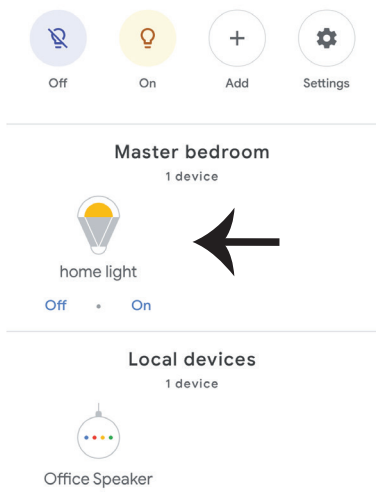 Off On Add Settings
Master bedroom
1 device
home light
Off • On
Local devices
1 device
Office Speaker